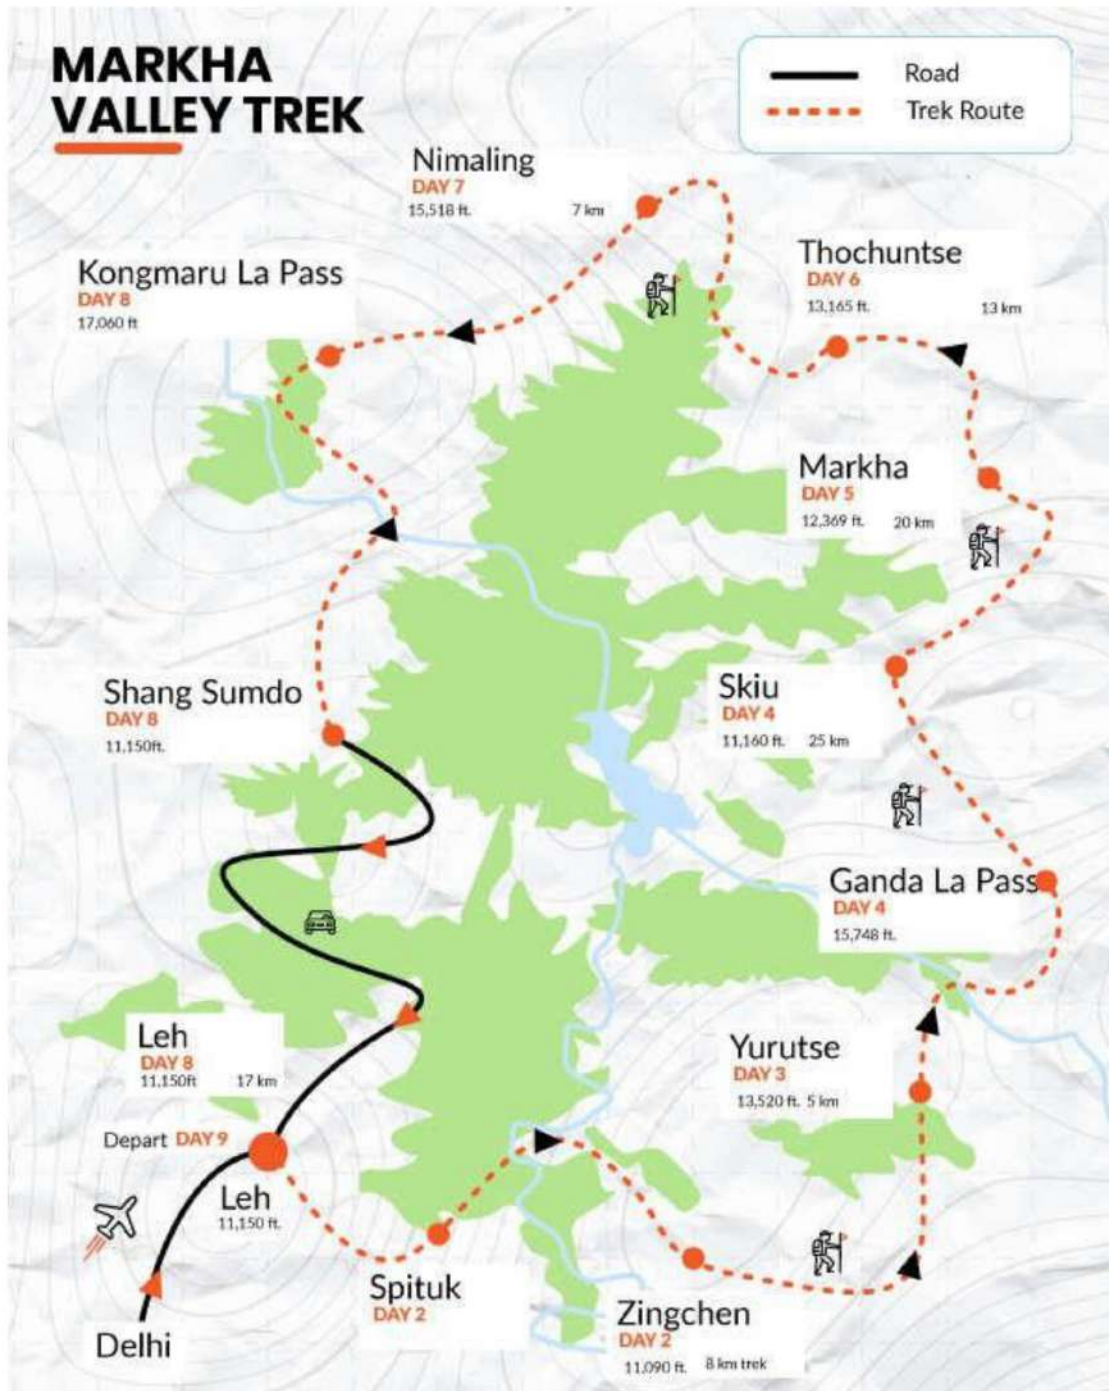 MARKHA
VALLEY TREK
Road
Trek Route
Nimaling
DAY 7
15,518 ft. 7 km
Thochuntse
DAY 6
13,165 ft. 13 km
Kongmaru La Pass
DAY 8
17,060 ft
Markha
DAY 5
12,369 ft. 20 km
Skiu
DAY 4
11,160 ft. 25 km
Shang Sumdo
DAY 8
11,150ft.
Ganda La Pass
DAY 4
15,748 ft.
Leh
DAY 8
11,150ft 17 km
Yurutse
DAY 3
13,520 ft. 5 km
Depart DAY 9
Leh
11,150 ft.
Spituk
DAY 2
Zingchen
DAY 2
11,090 ft. 8 km trek
Delhi